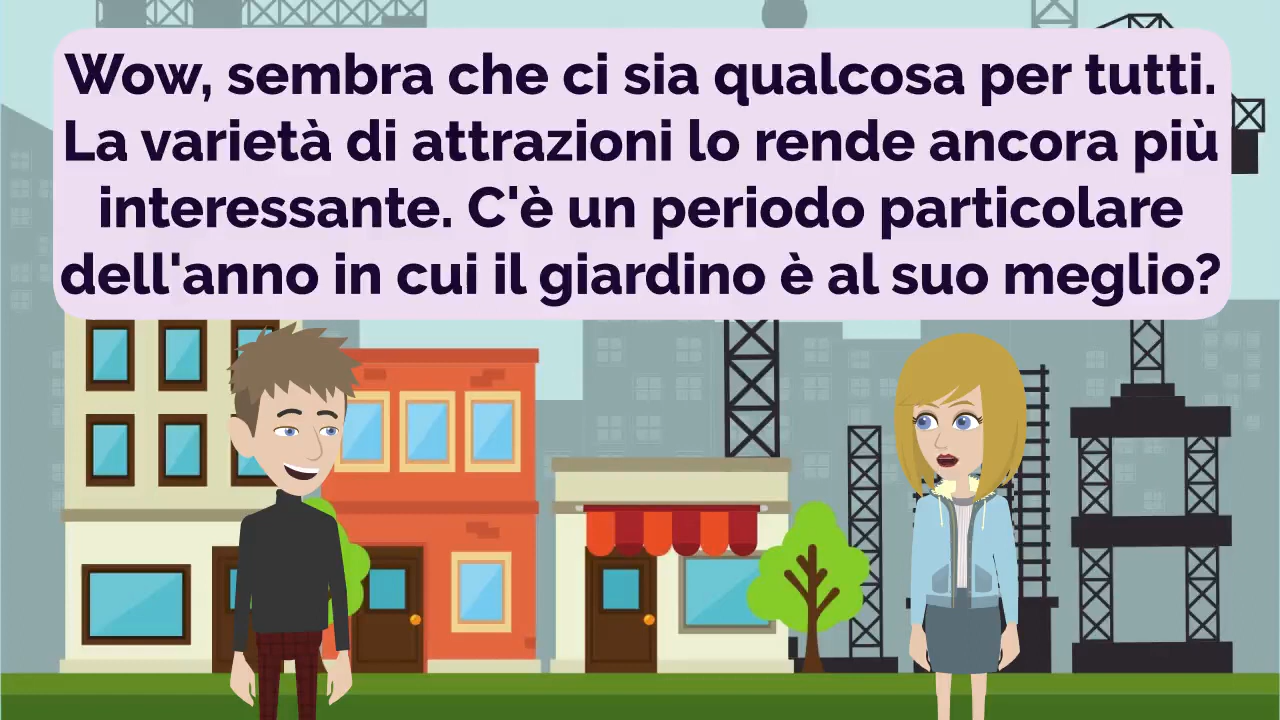 Wow, sembra che ci sia qualcosa per tutti.
La varietà di attrazioni lo rende ancora più
interessante. C'è un periodo particolare
dell'anno in cui il giardino è al suo meglio?